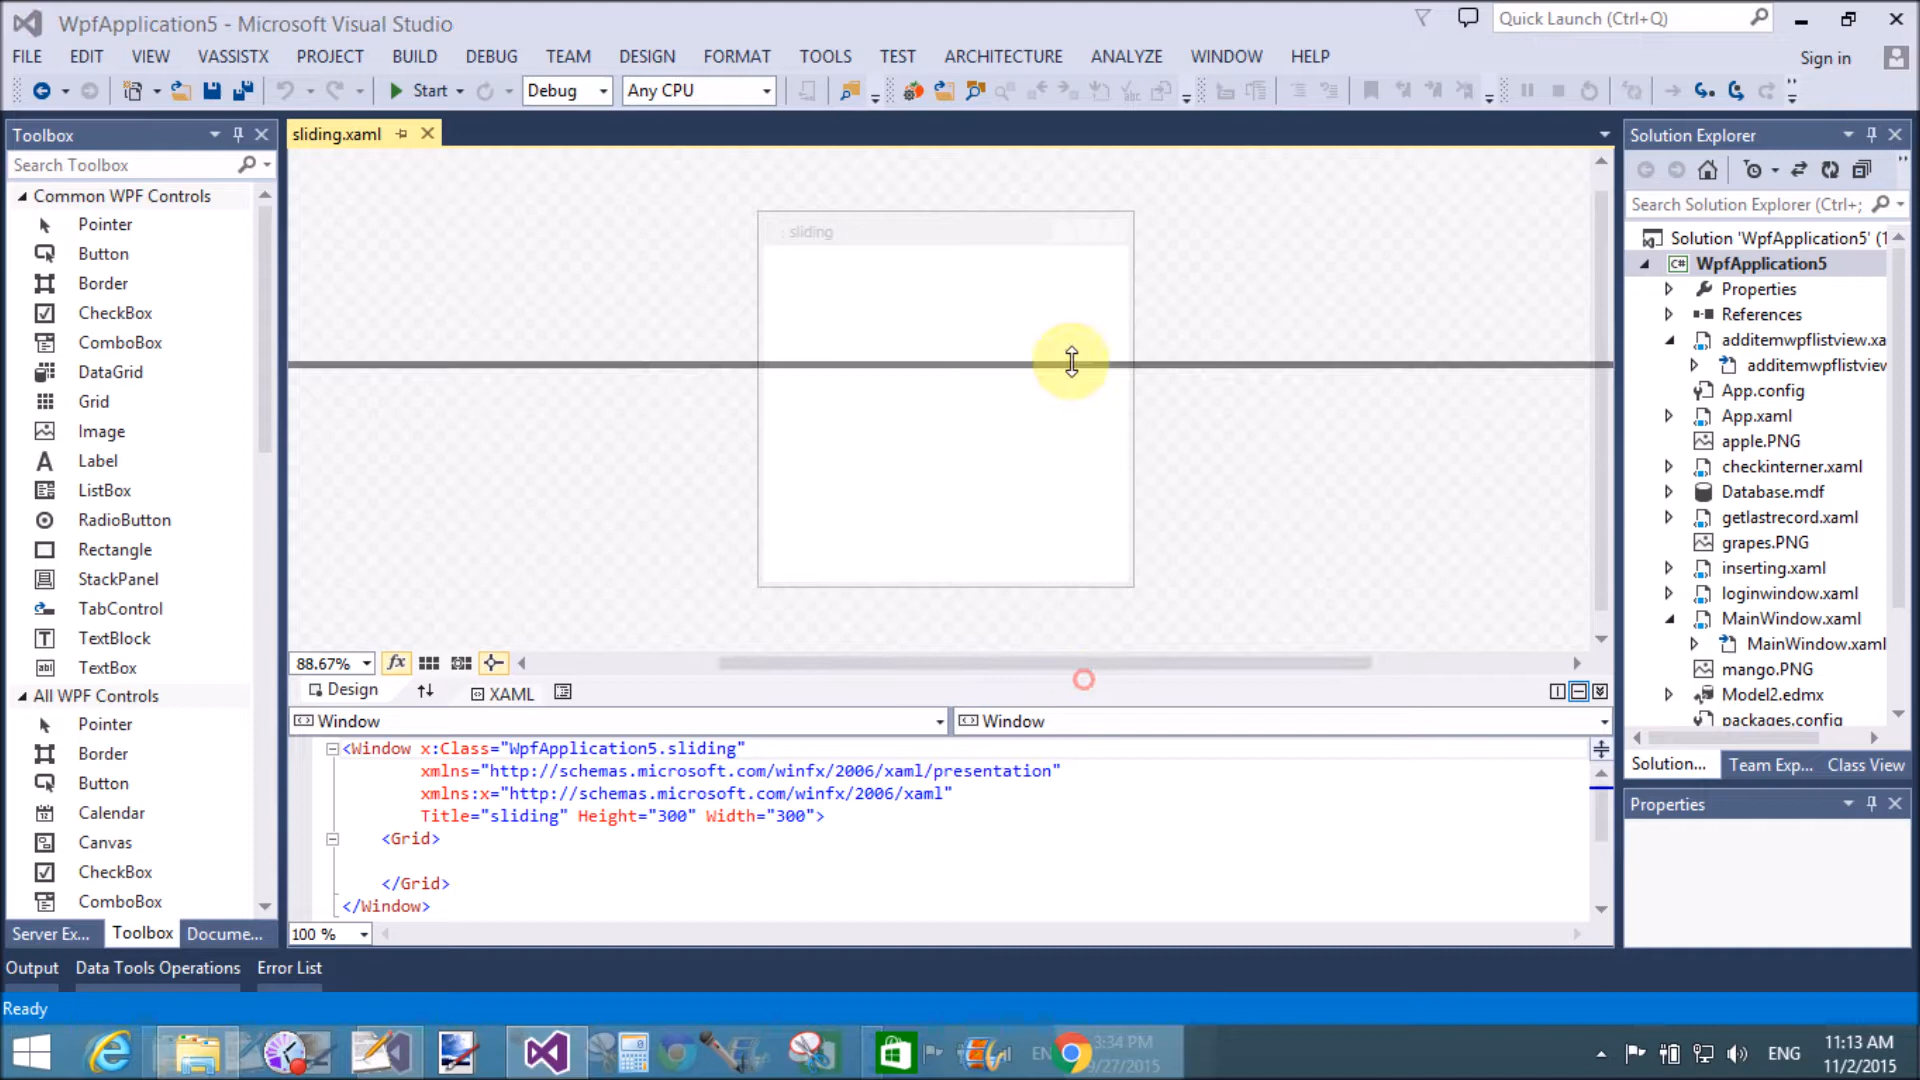 WpfApplication5 - Microsoft Visual Studio
Quick Launch (Ctrl+Q)
FILE EDIT VIEW VASSISTX PROJECT BUILD DEBUG TEAM DESIGN FORMAT TOOLS TEST ARCHITECTURE ANALYZE WINDOW HELP
Sign in
Start Debug Any CPU
Toolbox
Search Toolbox
Common WPF Controls
Pointer
Button
Border
CheckBox
ComboBox
DataGrid
Grid
Image
Label
ListBox
RadioButton
Rectangle
StackPanel
TabControl
TextBlock
TextBox
All WPF Controls
Pointer
Border
Button
Calendar
Canvas
CheckBox
ComboBox
Server Ex... Toolbox Docume...
sliding.xaml
sliding
88.67%
Design XAML
Window Window
<Window x:Class="WpfApplication5.sliding"
xmlns="http://schemas.microsoft.com/winfx/2006/xaml/presentation"
xmlns:x="http://schemas.microsoft.com/winfx/2006/xaml"
Title="sliding" Height="300" Width="300">
<Grid>
</Grid>
</Window>
100 %
Solution Explorer
Search Solution Explorer (Ctrl+;
Solution 'WpfApplication5' (1
WpfApplication5
Properties
References
additemwpflistview.xa
additemwpflistview
App.config
App.xaml
apple.PNG
checkinterner.xaml
Database.mdf
getlastrecord.xaml
grapes.PNG
inserting.xaml
loginwindow.xaml
MainWindow.xaml
MainWindow.xaml
mango.PNG
Model2.edmx
packages.config
Solution... Team Exp... Class View
Properties
Output Data Tools Operations Error List
Ready
EN
3:34 PM
9/27/2015
ENG
11:13 AM
11/2/2015